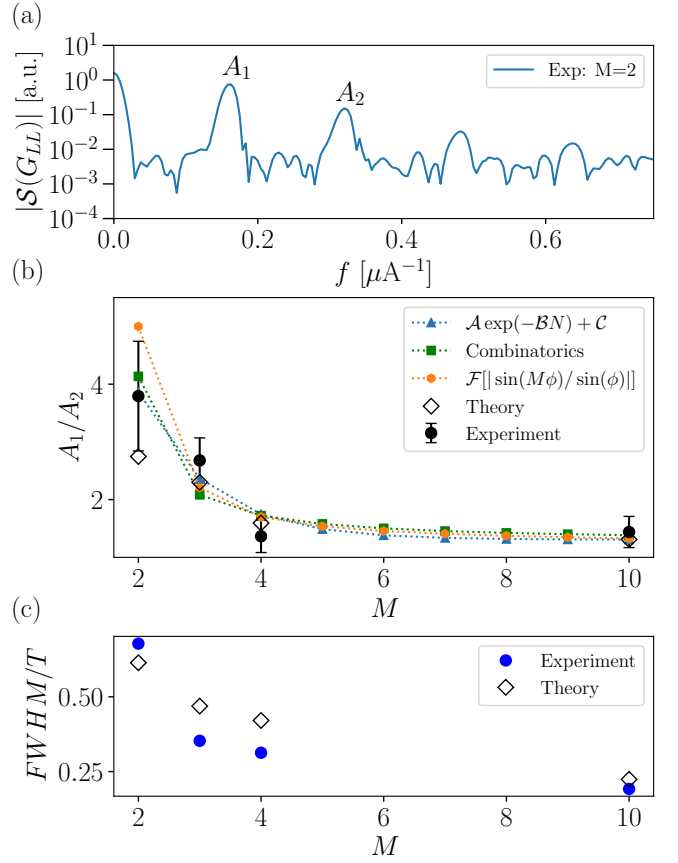 (a)
|𝒮(G_{LL})| [a.u.]
10^1
10^0
10^{−1}
10^{−2}
10^{−3}
10^{−4}
A_1
A_2
Exp: M=2
0.0
0.2
0.4
0.6
f [μA^{−1}]
(b)
A_1/A_2
4
2
𝒜 exp(−ℬN) + 𝒞
Combinatorics
ℱ[| sin(Mϕ)/ sin(ϕ)|]
Theory
Experiment
2
4
6
8
10
M
(c)
FWHM/T
0.50
0.25
Experiment
Theory
2
4
6
8
10
M